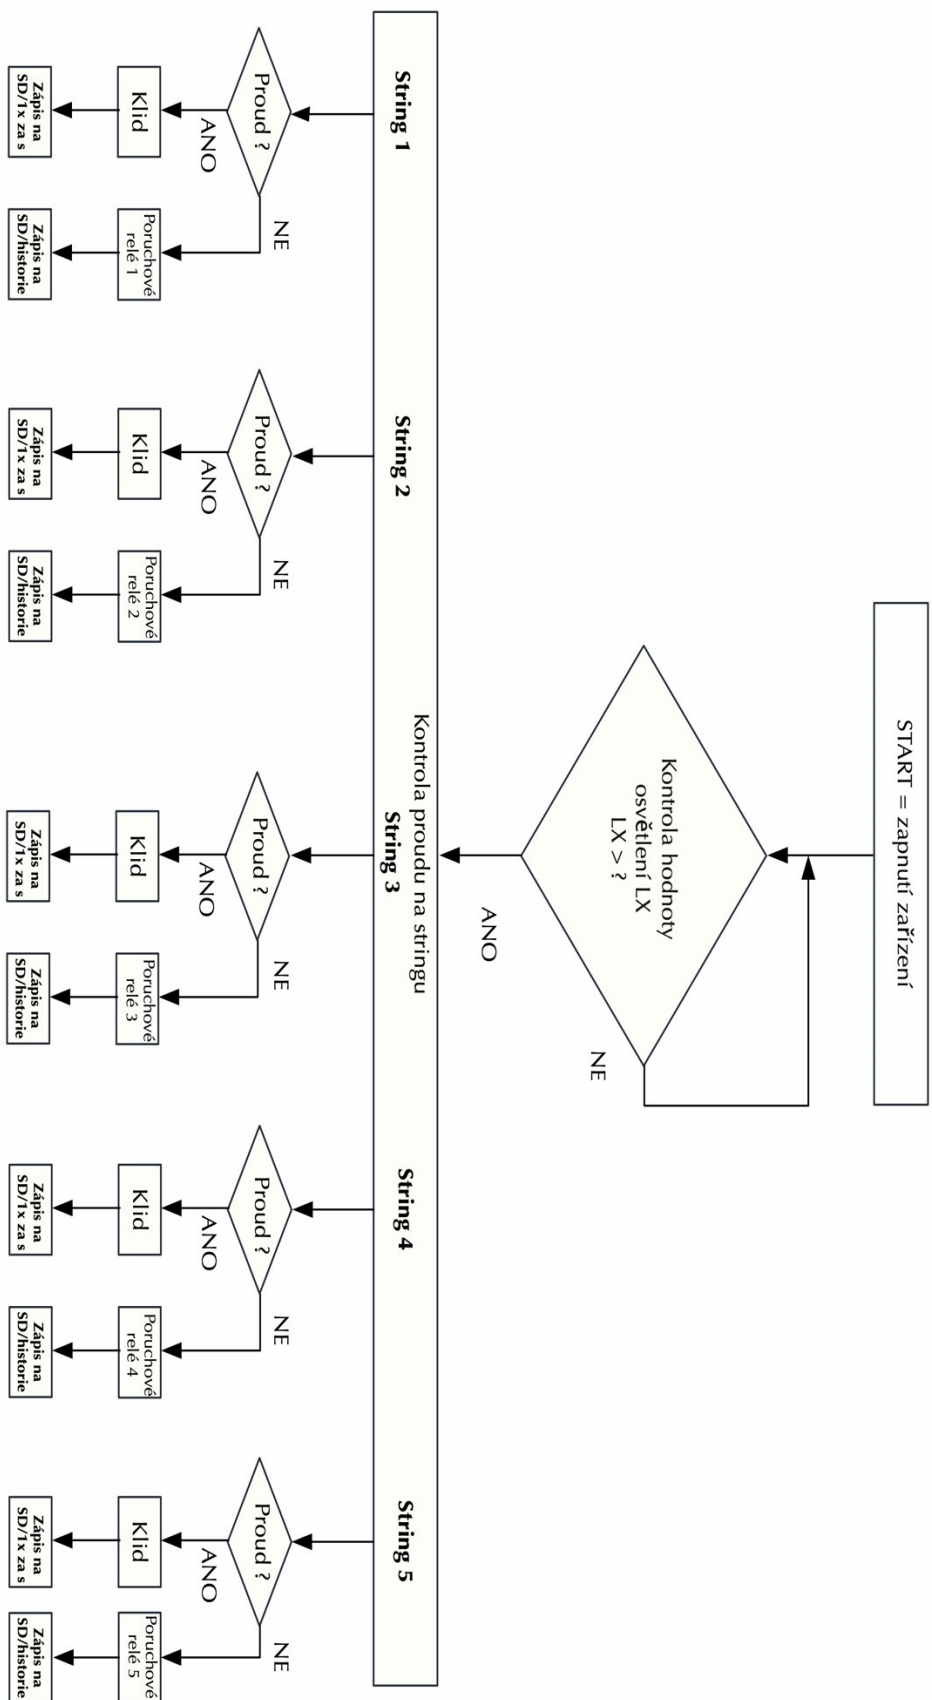 START = zapnutí zařízení
Kontrola hodnoty
osvětlení LX
LX > ?
NE
ANO
Kontrola proudu na stringu
String 1
String 2
String 3
String 4
String 5
Proud ?
NE
ANO
Klid
Poruchové
relé 1
Zápis na
SD/1x za s
Zápis na
SD/historie
Proud ?
NE
ANO
Klid
Poruchové
relé 2
Zápis na
SD/1x za s
Zápis na
SD/historie
Proud ?
NE
ANO
Klid
Poruchové
relé 3
Zápis na
SD/1x za s
Zápis na
SD/historie
Proud ?
NE
ANO
Klid
Poruchové
relé 4
Zápis na
SD/1x za s
Zápis na
SD/historie
Proud ?
NE
ANO
Klid
Poruchové
relé 5
Zápis na
SD/1x za s
Zápis na
SD/historie